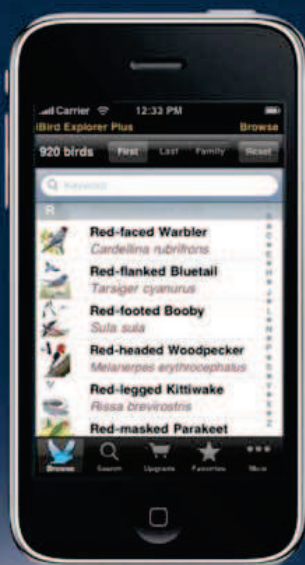 Carrier 12:33 PM
iBird Explorer Plus Browse
920 birds First Last Family Reset
Keyword
R
Red-faced Warbler
Cardellina rubrifrons
Red-flanked Bluetail
Tarsiger cyanurus
Red-footed Booby
Sula sula
Red-headed Woodpecker
Melanerpes erythrocephalus
Red-legged Kittiwake
Rissa brevirostris
Red-masked Parakeet
Browse Search Upgrade Favorites More